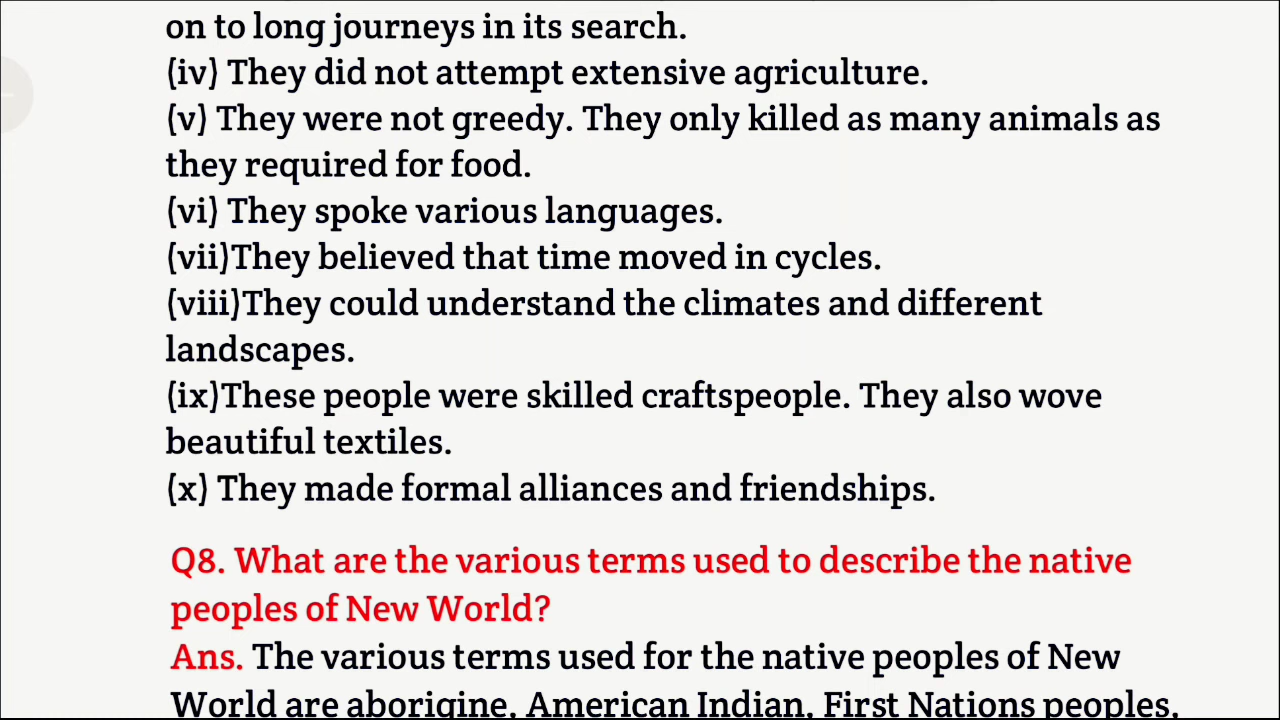 on to long journeys in its search.
(iv) They did not attempt extensive agriculture.
(v) They were not greedy. They only killed as many animals as
they required for food.
(vi) They spoke various languages.
(vii)They believed that time moved in cycles.
(viii)They could understand the climates and different
landscapes.
(ix)These people were skilled craftspeople. They also wove
beautiful textiles.
(x) They made formal alliances and friendships.
Q8. What are the various terms used to describe the native
peoples of New World?
Ans. The various terms used for the native peoples of New
World are aborigine, American Indian, First Nations peoples,